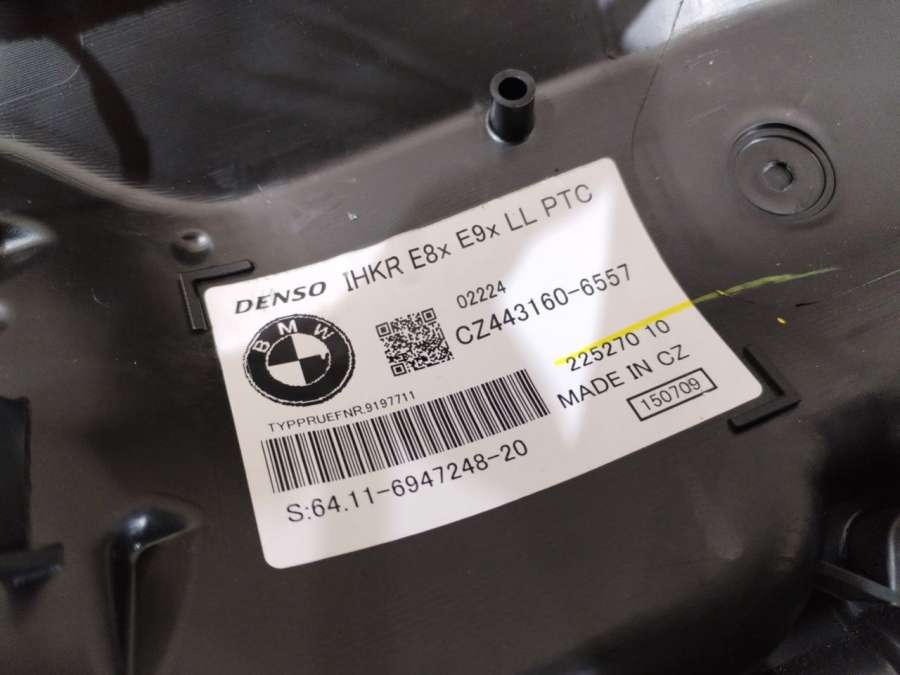 DENSO IHKR E8x E9x LL PTC
BMW
02224
CZ443160-6557
225270 10
MADE IN CZ
150709
TYPPRUEFNR.9197711
S:64.11-6947248-20